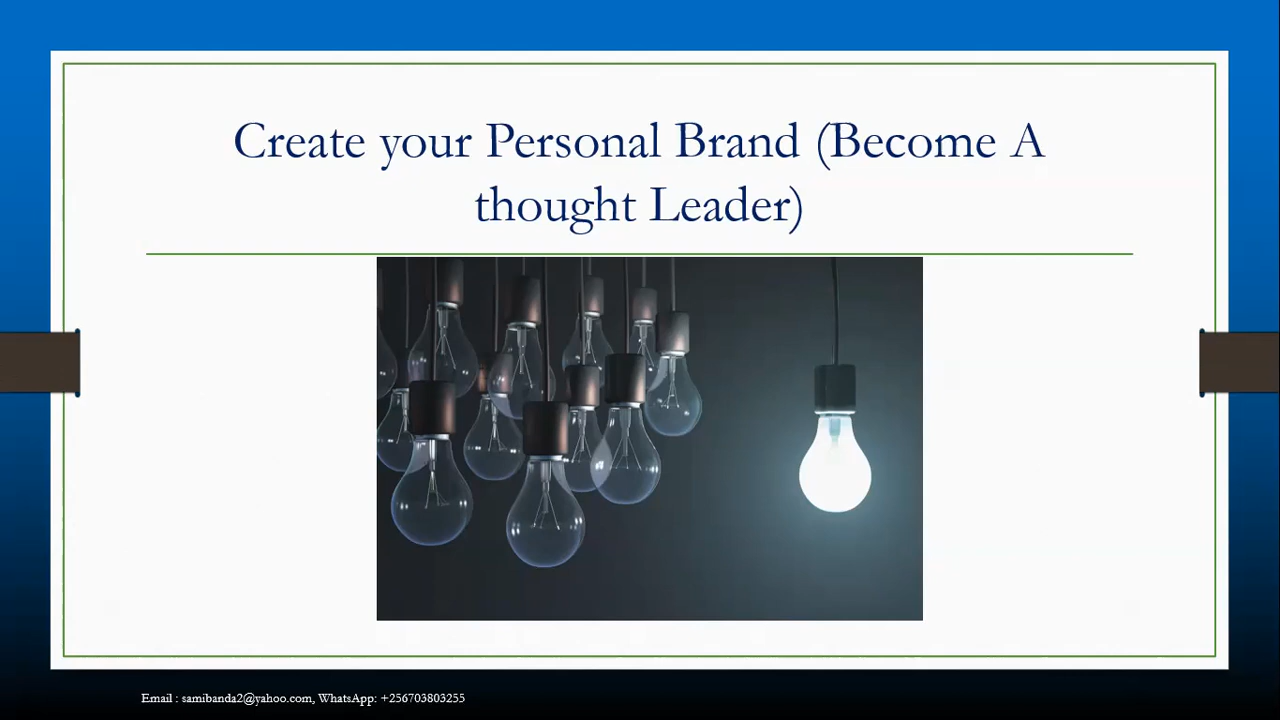 Create your Personal Brand (Become A
thought Leader)
Email : samibanda2@yahoo.com, WhatsApp: +256703803255